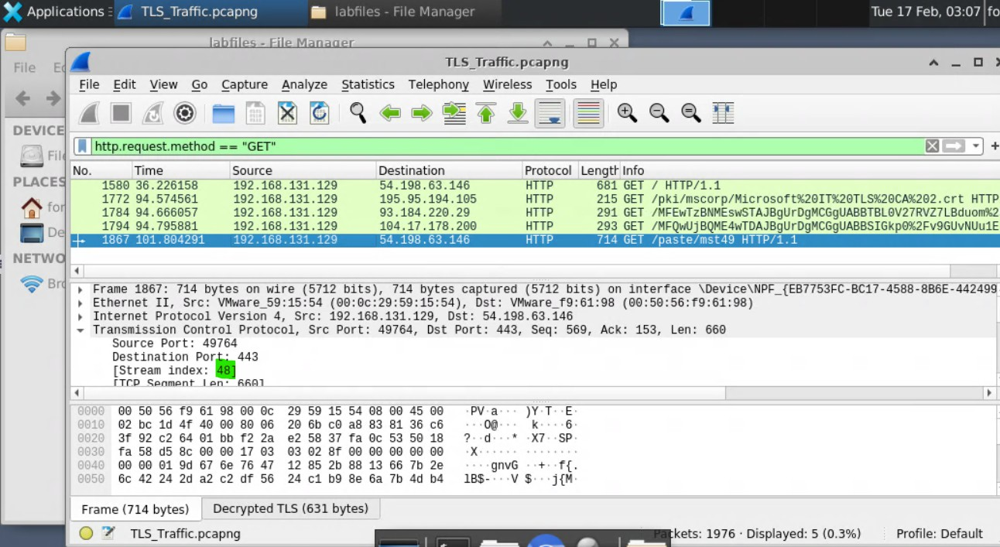 Applications TLS_Traffic.pcapng labfiles - File Manager Tue 17 Feb, 03:07 fo
labfiles - File Manager
File
TLS_Traffic.pcapng
File Edit View Go Capture Analyze Statistics Telephony Wireless Tools Help
DEVICE
File
PLACES
for
De
NETWO
Bro
http.request.method == "GET"
No. Time Source Destination Protocol Length Info
1580 36.226158 192.168.131.129 54.198.63.146 HTTP 681 GET / HTTP/1.1
1772 94.574561 192.168.131.129 195.95.194.105 HTTP 215 GET /pki/mscorp/Microsoft%20IT%20TLS%20CA%202.crt HTTP
1784 94.666057 192.168.131.129 93.184.220.29 HTTP 291 GET /MFEwTzBNMEswSTAJBgUrDgMCGgUABBTBL0V27RVZ7LBduom%2
1794 94.795881 192.168.131.129 104.17.178.200 HTTP 293 GET /MFQwUjBQME4wTDAJBgUrDgMCGgUABBSIGkp0%2Fv9GUvNUu1E
1867 101.804291 192.168.131.129 54.198.63.146 HTTP 714 GET /paste/mst49 HTTP/1.1
Frame 1867: 714 bytes on wire (5712 bits), 714 bytes captured (5712 bits) on interface \Device\NPF_{EB7753FC-BC17-4588-8B6E-442499
Ethernet II, Src: VMware_59:15:54 (00:0c:29:59:15:54), Dst: VMware_f9:61:98 (00:50:56:f9:61:98)
Internet Protocol Version 4, Src: 192.168.131.129, Dst: 54.198.63.146
Transmission Control Protocol, Src Port: 49764, Dst Port: 443, Seq: 569, Ack: 153, Len: 660
Source Port: 49764
Destination Port: 443
[Stream index: 48]
[TCP Segment Len: 660]
0000 00 50 56 f9 61 98 00 0c 29 59 15 54 08 00 45 00 ·PV·a··· )Y·T··E·
0010 02 bc 1d 4f 40 00 80 06 20 6b c0 a8 83 81 36 c6 ···O@··· k····6·
0020 3f 92 c2 64 01 bb f2 2a e2 58 37 fa 0c 53 50 18 ?··d···* ·X7··SP·
0030 fa 58 d5 8c 00 00 17 03 03 02 8f 00 00 00 00 00 ·X······ ········
0040 00 00 01 9d 67 6e 76 47 12 85 2b 88 13 66 7b 2e ····gnvG ··+··f{.
0050 6c 42 24 2d a2 c2 df 56 24 c1 b9 8e 6a 7b 4d b4 lB$-···V $···j{M·
Frame (714 bytes) Decrypted TLS (631 bytes)
TLS_Traffic.pcapng Packets: 1976 · Displayed: 5 (0.3%) Profile: Default